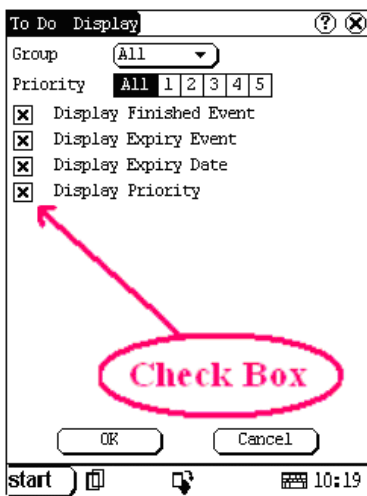 To Do Display ?
Group All
Priority All 1 2 3 4 5
Display Finished Event
Display Expiry Event
Display Expiry Date
Display Priority
Check Box
OK Cancel
start 10:19